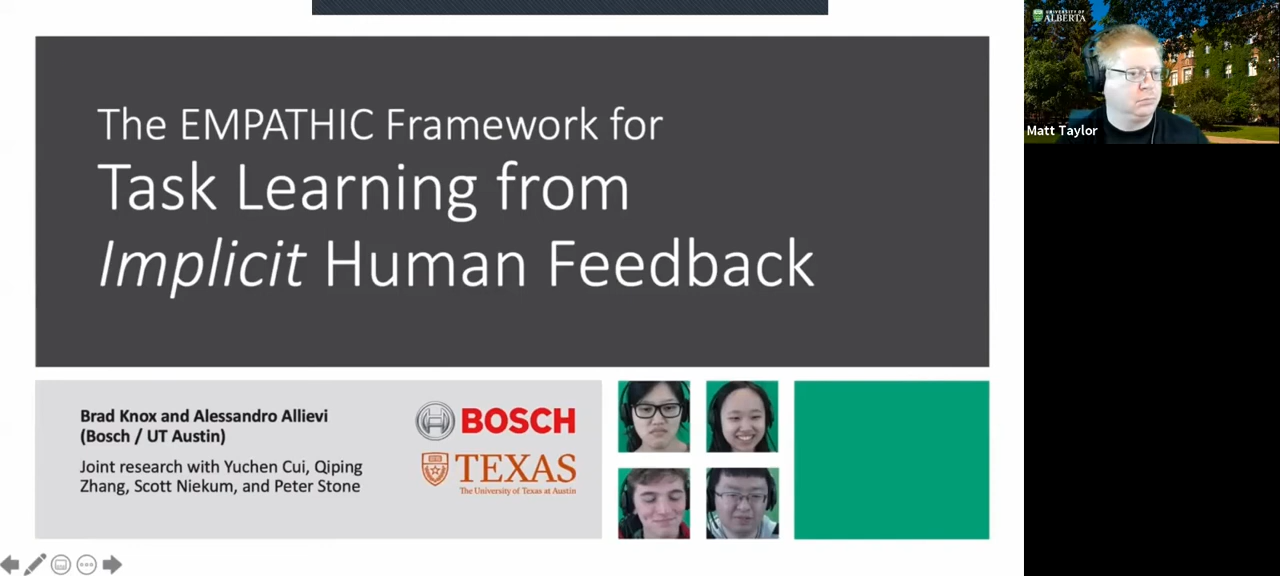 The EMPATHIC Framework for
Task Learning from
Implicit Human Feedback
Brad Knox and Alessandro Allievi
(Bosch / UT Austin)
Joint research with Yuchen Cui, Qiping
Zhang, Scott Niekum, and Peter Stone
BOSCH
TEXAS
The University of Texas at Austin
UNIVERSITY OF
ALBERTA
Matt Taylor